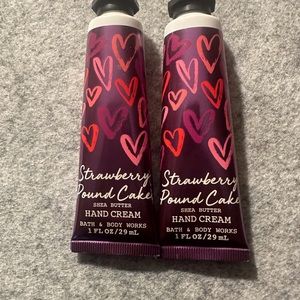 Strawberry
Pound Cake
SHEA BUTTER
HAND CREAM
BATH & BODY WORKS
1 FL OZ/29 mL
Strawberry
Pound Cake
SHEA BUTTER
HAND CREAM
BATH & BODY WORKS
1 FL OZ/29 mL